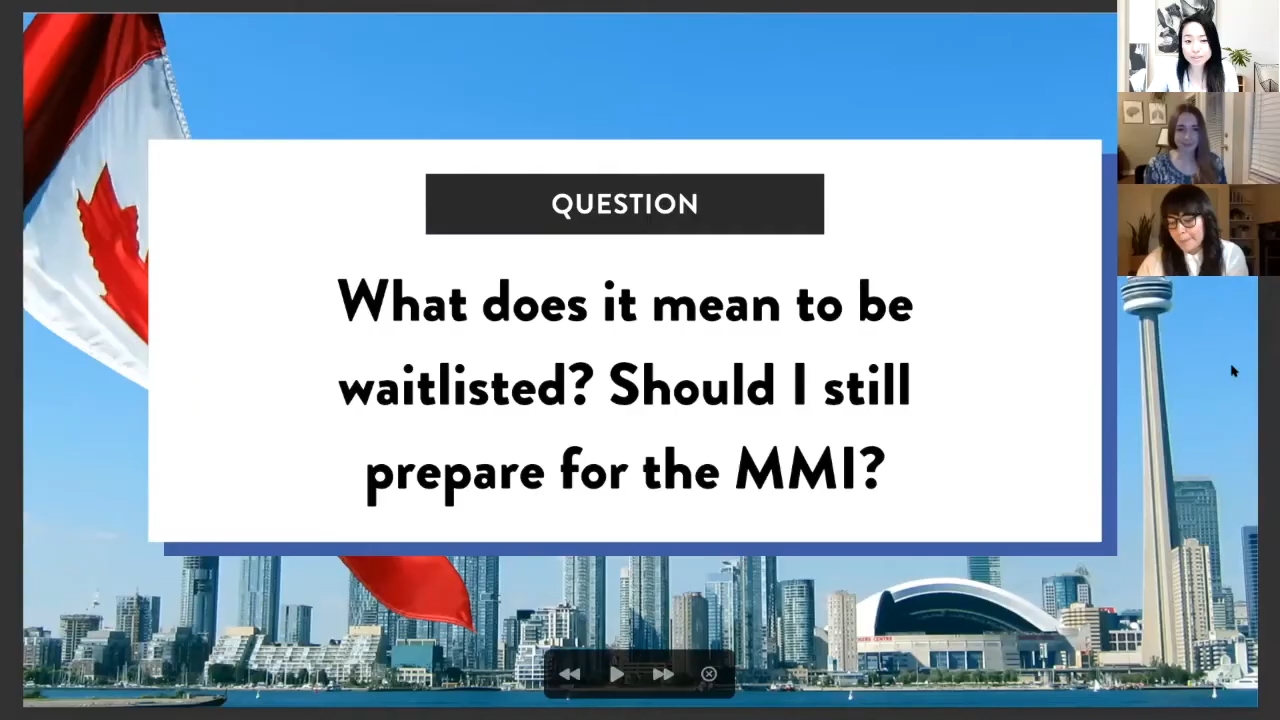 QUESTION
What does it mean to be
waitlisted? Should I still
prepare for the MMI?